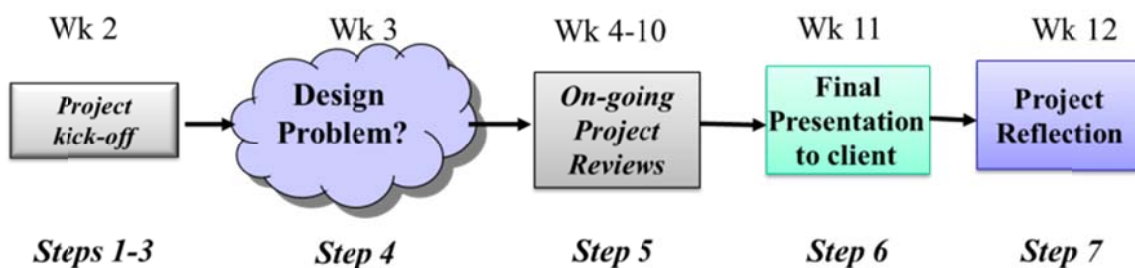 Wk 2
Wk 3
Wk 4-10
Wk 11
Wk 12
Project
kick-off
Design
Problem?
On-going
Project
Reviews
Final
Presentation
to client
Project
Reflection
Steps 1-3
Step 4
Step 5
Step 6
Step 7